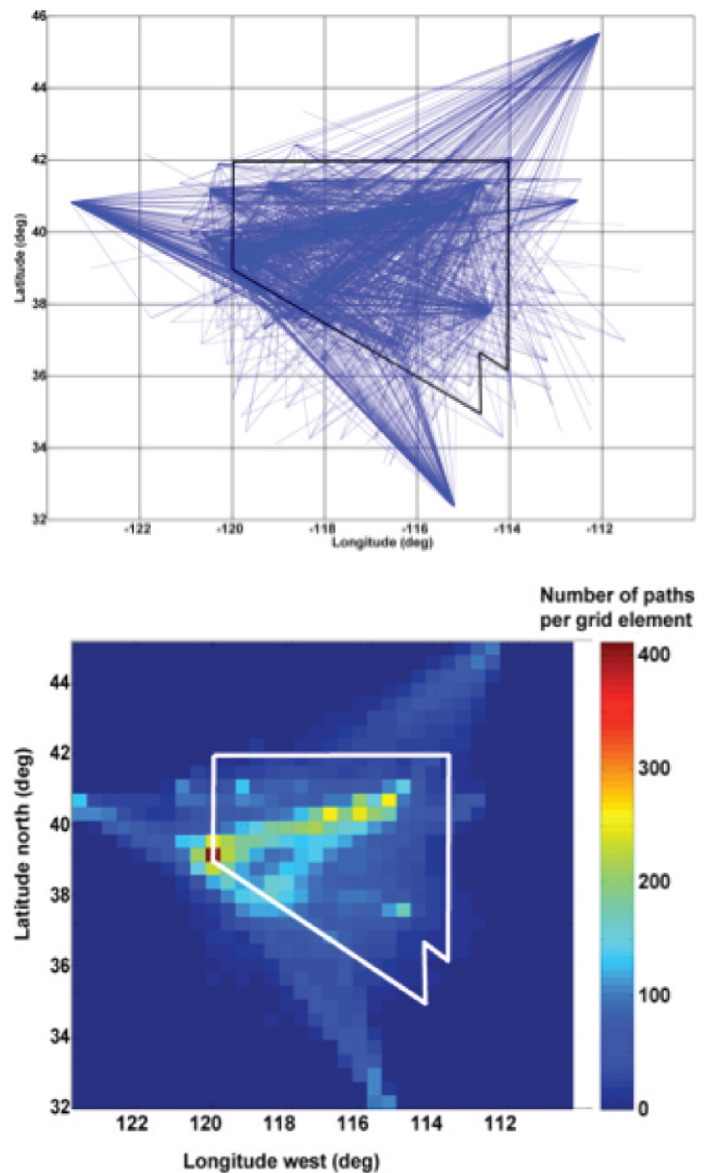 46
44
42
40
38
36
34
32
Latitude (deg)
-122 -120 -118 -116 -114 -112
Longitude (deg)
Number of paths
per grid element
400
300
200
100
0
44
42
40
38
36
34
32
Latitude north (deg)
122 120 118 116 114 112
Longitude west (deg)